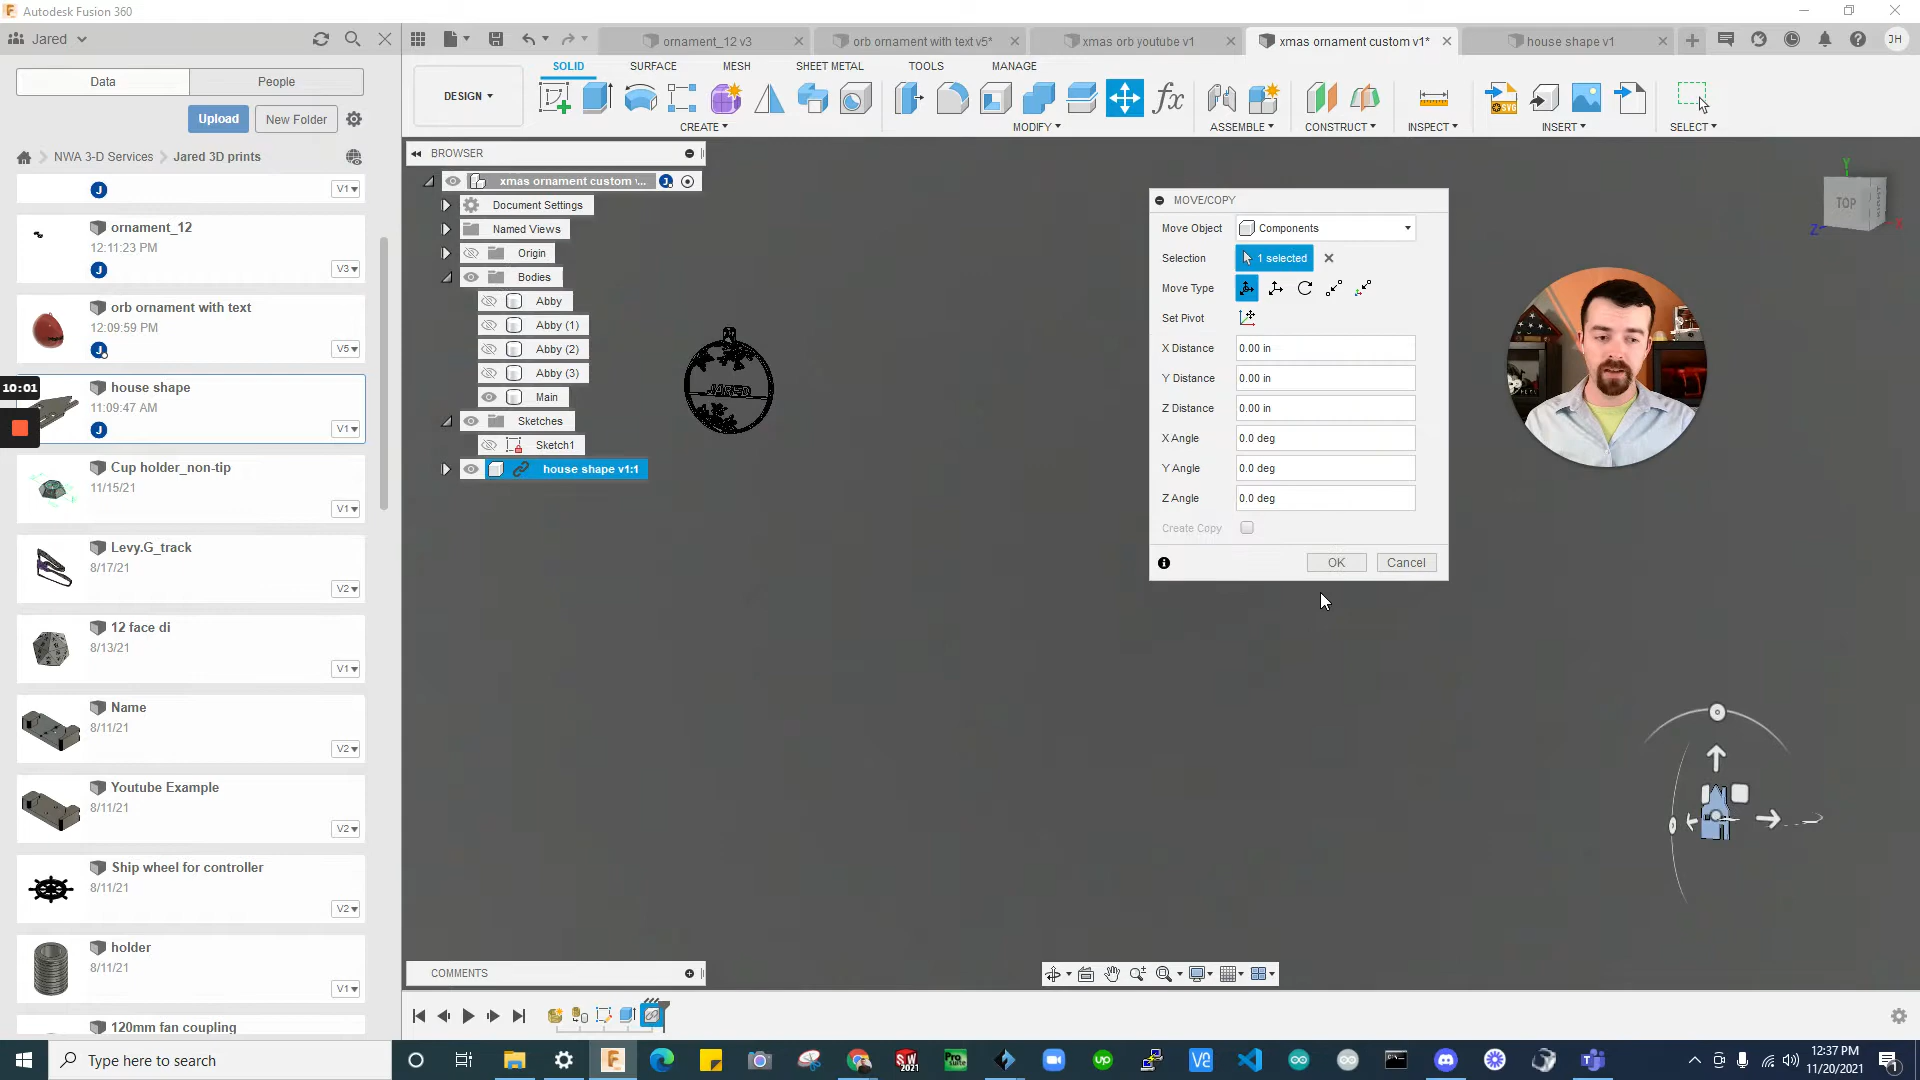 Autodesk Fusion 360
Jared
ornament_12 v3
orb ornament with text v5*
xmas orb youtube v1
xmas ornament custom v1*
house shape v1
JH
Data
People
SOLID
SURFACE
MESH
SHEET METAL
TOOLS
MANAGE
DESIGN
Upload
New Folder
CREATE
MODIFY
ASSEMBLE
CONSTRUCT
INSPECT
INSERT
SELECT
NWA 3-D Services
Jared 3D prints
BROWSER
J
V1
xmas ornament custom v...
Document Settings
Named Views
Origin
Bodies
Abby
Abby (1)
Abby (2)
Abby (3)
Main
Sketches
Sketch1
house shape v1:1
ornament_12
12:11:23 PM
J
V3
orb ornament with text
12:09:59 PM
J
V5
house shape
11:09:47 AM
J
V1
10:01
Cup holder_non-tip
11/15/21
V1
Levy.G_track
8/17/21
V2
12 face di
8/13/21
V1
Name
8/11/21
V2
Youtube Example
8/11/21
V2
Ship wheel for controller
8/11/21
V2
holder
8/11/21
V1
120mm fan coupling
JARED
MOVE/COPY
Move Object
Components
Selection
1 selected
Move Type
Set Pivot
X Distance
0.00 in
Y Distance
0.00 in
Z Distance
0.00 in
X Angle
0.0 deg
Y Angle
0.0 deg
Z Angle
0.0 deg
Create Copy
OK
Cancel
Y
TOP
Z
X
COMMENTS
Type here to search
12:37 PM
11/20/2021
1